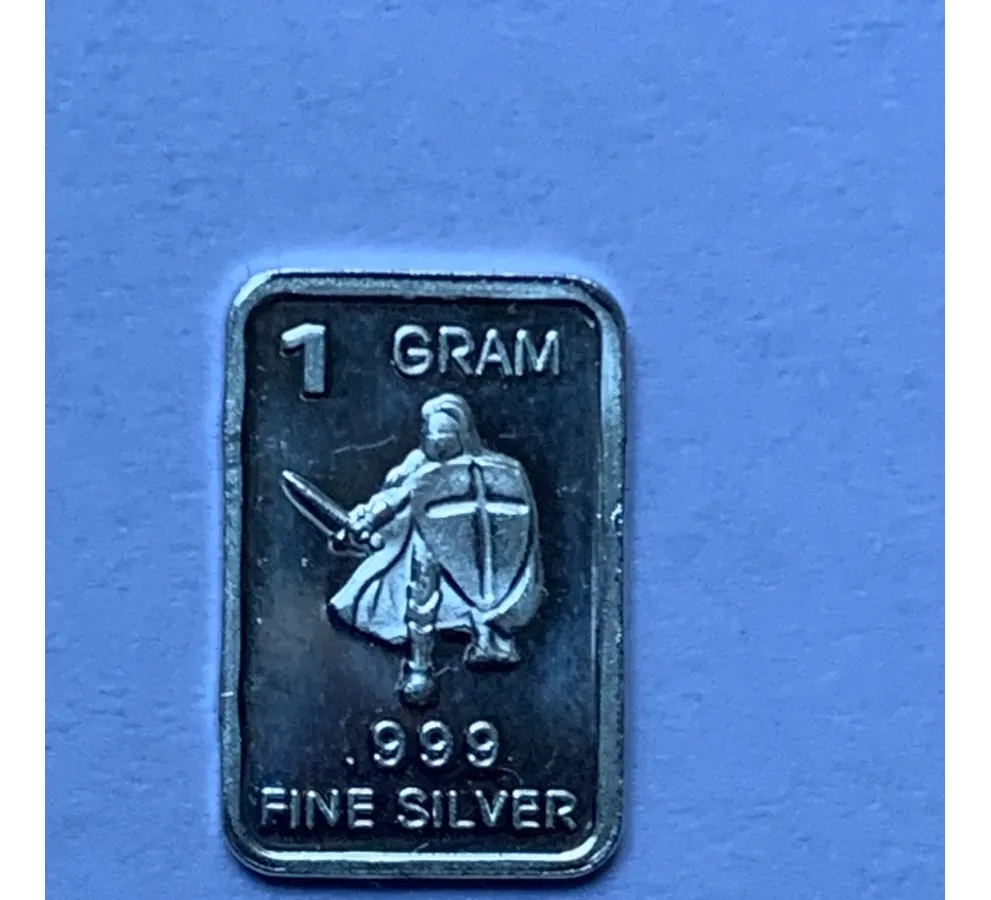 1 GRAM
.999
FINE SILVER